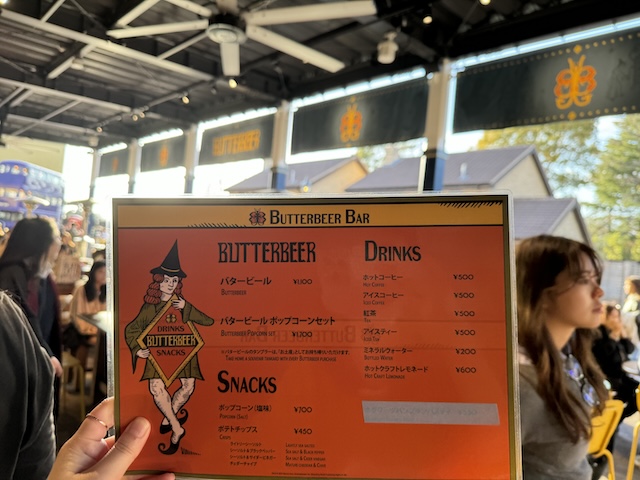 BUTTERBEER
BUTTERBEER BAR
BUTTERBEER
バタービール ¥1,100
BUTTERBEER
バタービール ポップコーンセット
BUTTERBEER POPCORN SET ¥1,700
DRINKS
BUTTERBEER
SNACKS
SNACKS
ポップコーン(塩味) ¥700
POPCORN (SALT)
ポテトチップス ¥450
CRISPS
LIGHTLY SEA SALTED
DRINKS
ホットコーヒー ¥500
HOT COFFEE
アイスコーヒー ¥500
ICED COFFEE
紅茶 ¥500
TEA
アイスティー ¥500
ICED TEA
ミネラルウォーター ¥200
BOTTLED WATER
ホットクラフトレモネード ¥600
HOT CRAFT LEMONADE